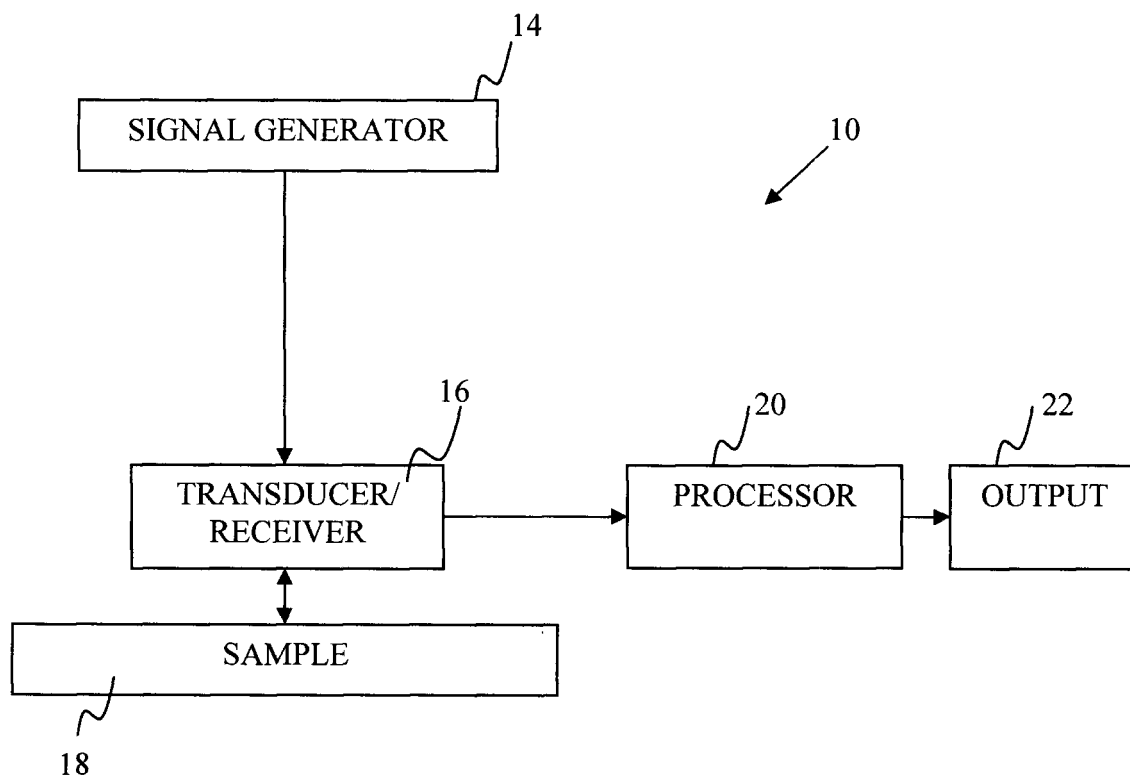 14
SIGNAL GENERATOR
10
16
20
22
TRANSDUCER/
RECEIVER
PROCESSOR
OUTPUT
SAMPLE
18